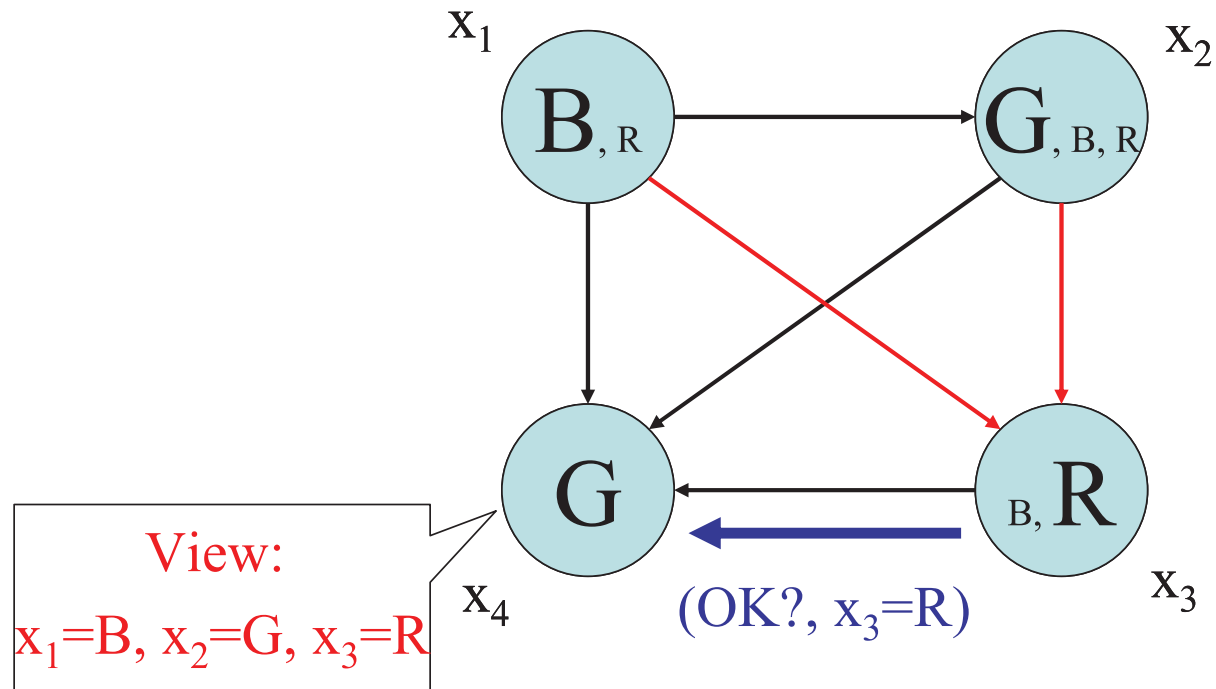 x₁
x₂
B, R
G, B, R
G
B, R
View:
x₁=B, x₂=G, x₃=R
x₄
(OK?, x₃=R)
x₃